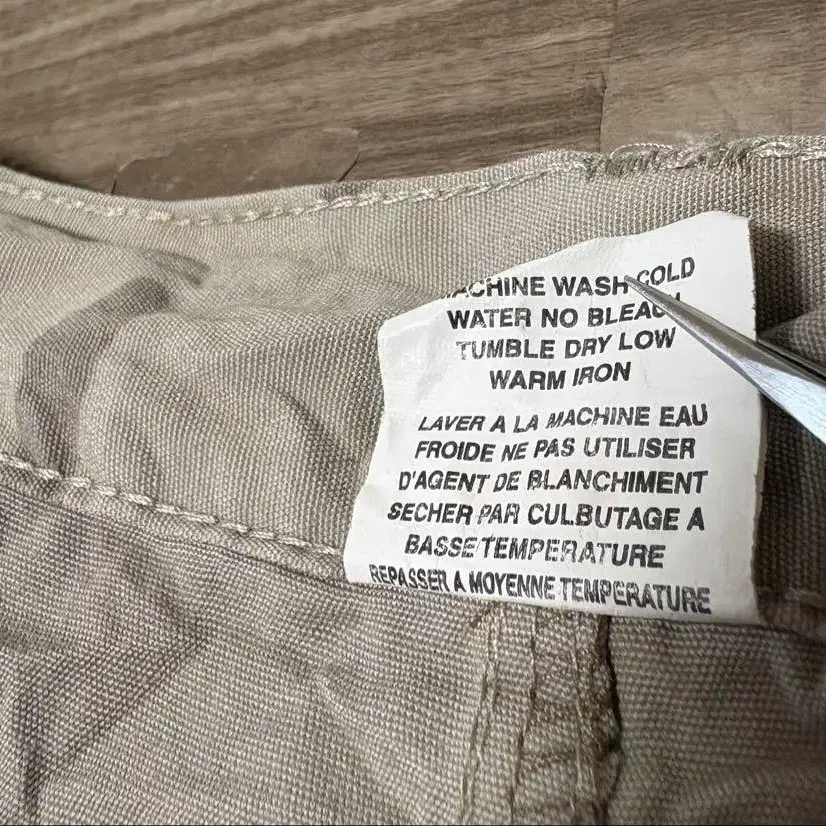 MACHINE WASH COLD
WATER NO BLEACH
TUMBLE DRY LOW
WARM IRON
LAVER A LA MACHINE EAU
FROIDE NE PAS UTILISER
D'AGENT DE BLANCHIMENT
SECHER PAR CULBUTAGE A
BASSE TEMPERATURE
REPASSER A MOYENNE TEMPERATURE